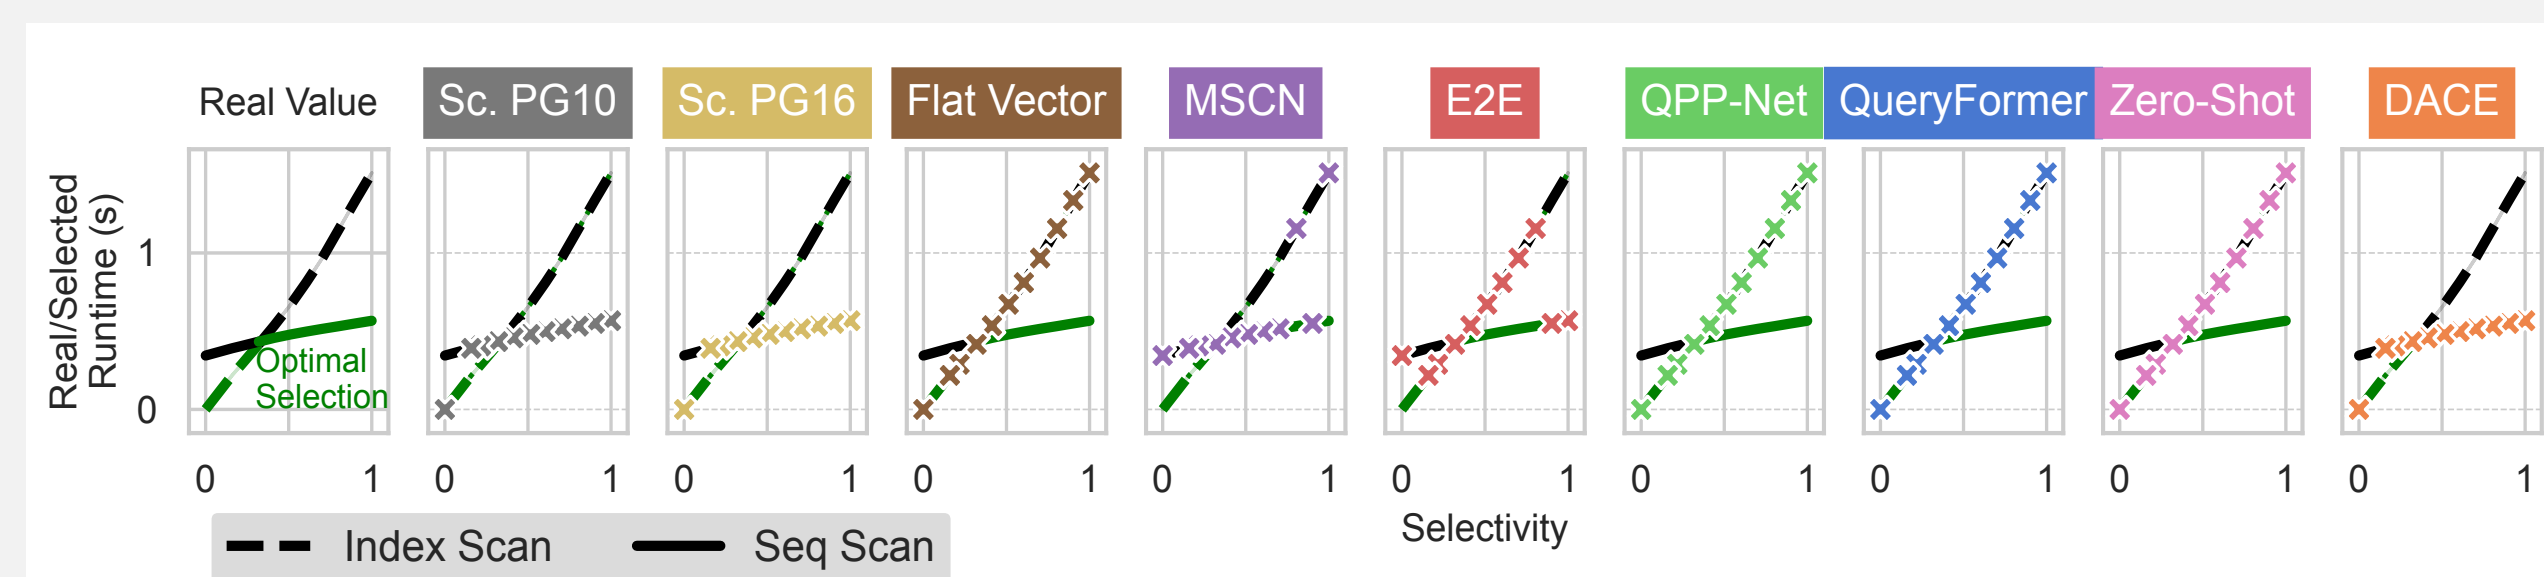 Real Value
Sc. PG10
Sc. PG16
Flat Vector
MSCN
E2E
QPP-Net
QueryFormer
Zero-Shot
DACE
Real/Selected
Runtime (s)
1
0
Optimal
Selection
0 1
0 1
0 1
0 1
0 1
0 1
0 1
0 1
0 1
0 1
Selectivity
Index Scan
Seq Scan